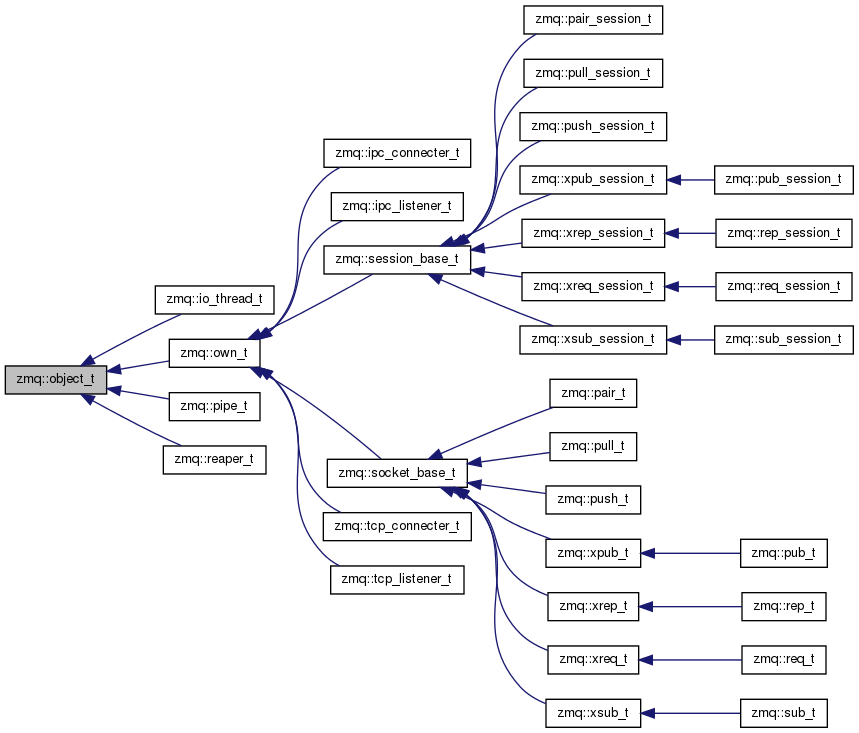 zmq::pair_session_t
zmq::pull_session_t
zmq::push_session_t
zmq::ipc_connecter_t
zmq::xpub_session_t
zmq::pub_session_t
zmq::ipc_listener_t
zmq::xrep_session_t
zmq::rep_session_t
zmq::session_base_t
zmq::xreq_session_t
zmq::req_session_t
zmq::io_thread_t
zmq::xsub_session_t
zmq::sub_session_t
zmq::own_t
zmq::object_t
zmq::pair_t
zmq::pipe_t
zmq::pull_t
zmq::reaper_t
zmq::socket_base_t
zmq::push_t
zmq::tcp_connecter_t
zmq::xpub_t
zmq::pub_t
zmq::tcp_listener_t
zmq::xrep_t
zmq::rep_t
zmq::xreq_t
zmq::req_t
zmq::xsub_t
zmq::sub_t